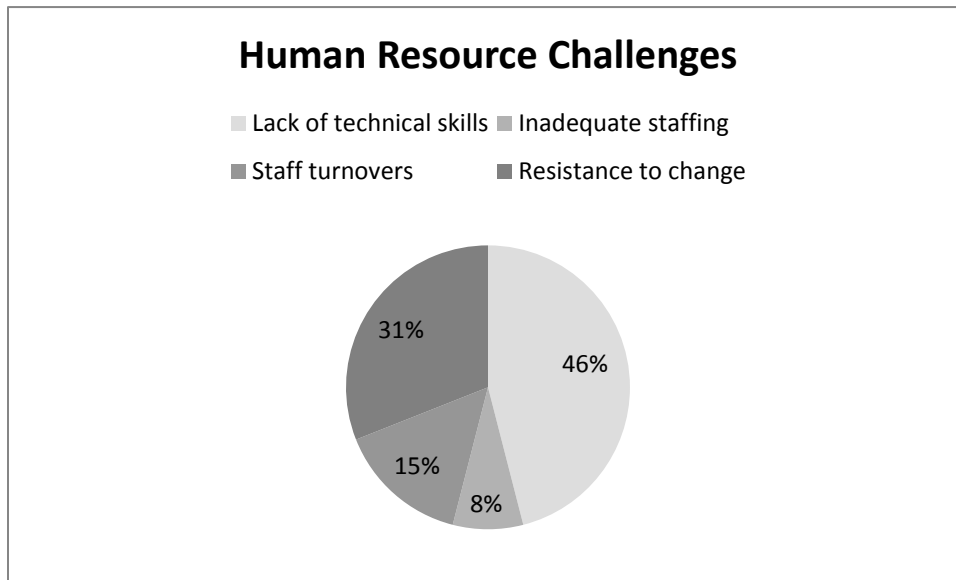 Human Resource Challenges
Lack of technical skills Inadequate staffing
Staff turnovers Resistance to change
31%
46%
15%
8%